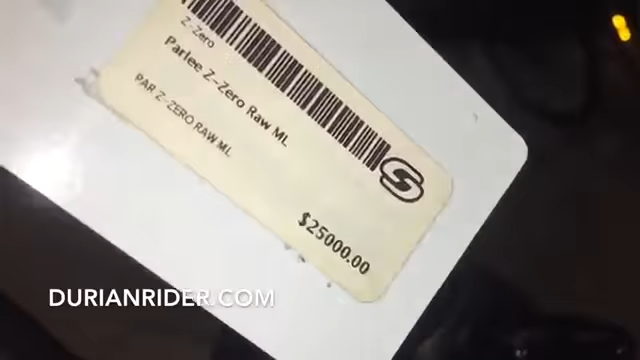 Z-Zero
Parlee Z-Zero Raw ML
PAR Z-ZERO RAW ML
$25000.00
DURIANRIDER.COM